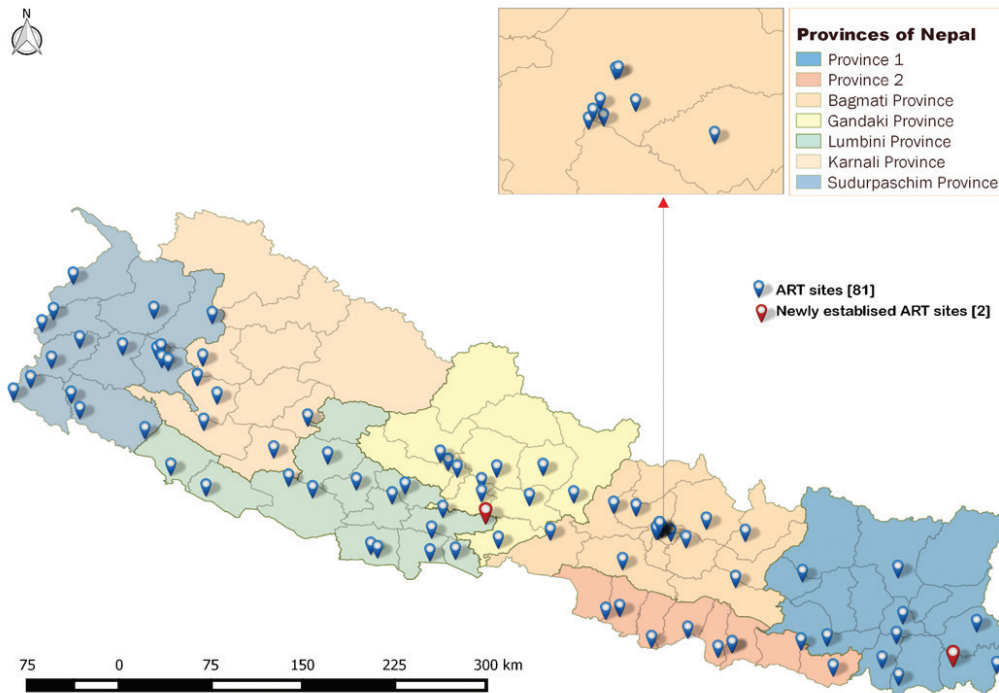 N
Provinces of Nepal
Province 1
Province 2
Bagmati Province
Gandaki Province
Lumbini Province
Karnali Province
Sudurpaschim Province
ART sites [81]
Newly establised ART sites [2]
75 0 75 150 225 300 km